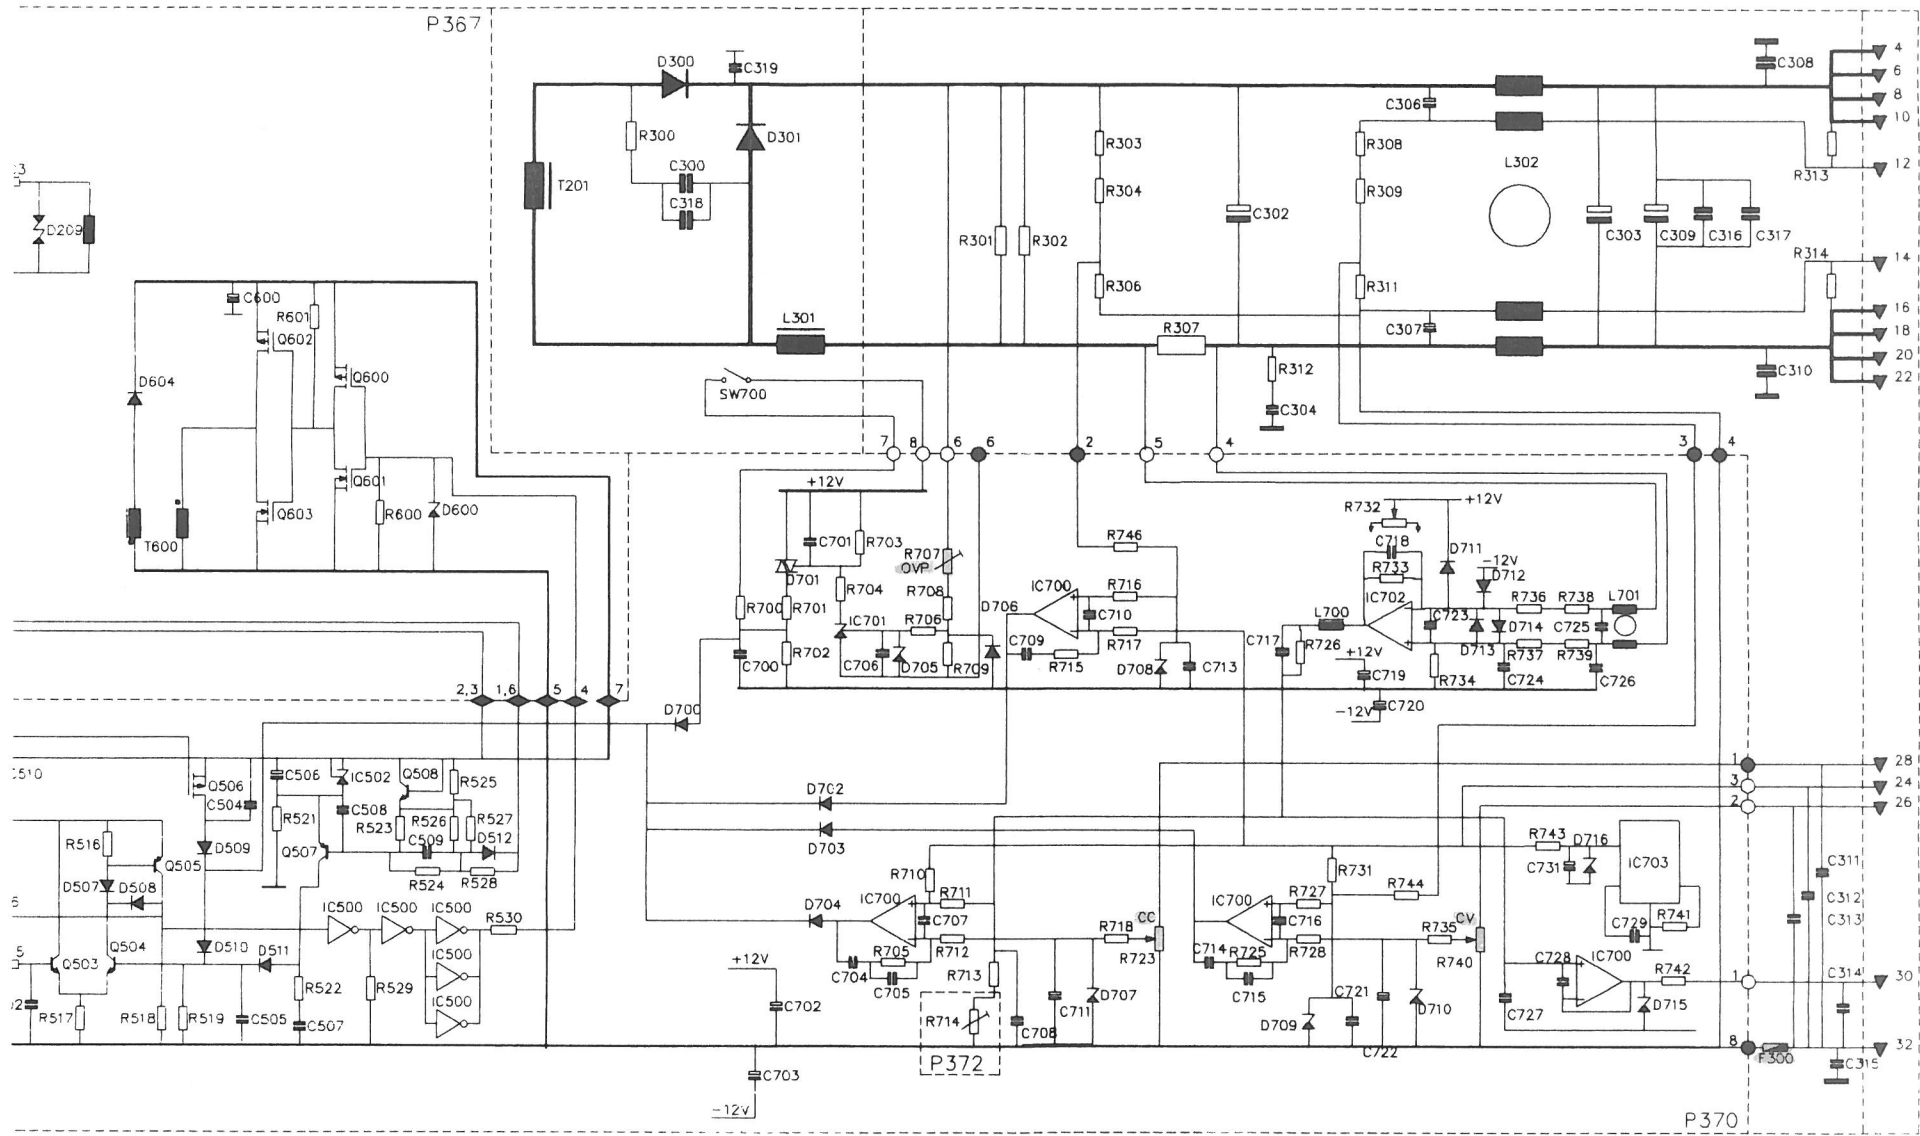 P367
D300
C319
C308
4
6
8
10
12
14
16
18
20
22
R300
D301
C300
C318
T201
R303
R304
R306
C306
R308
R309
R311
L302
R313
R314
C302
R301
R302
C303
C309
C316
C317
L301
R307
C307
C310
R312
C304
SW700
D209
C600
R601
Q602
Q600
D604
Q601
Q603
R600
D600
T600
7
8
6
6
2
5
4
3
4
+12V
C701
R703
D701
R704
R707
OVP
R708
R700
R701
IC701
R706
D706
R702
C700
C706
D705
R709
R746
IC700
R716
C710
R717
C709
R715
D708
C713
R732
+12V
C718
D711
-12V
R733
D712
IC702
L700
C723
R736
R738
L701
D714
C725
C717
R726
D713
R737
R739
+12V
C719
R734
C724
C726
-12V
C720
2,3
1,6
5
4
7
D700
C510
Q506
C504
C506
IC502
Q508
R525
R521
C508
R523
R526
R527
C509
D512
R516
D509
Q505
Q507
D507
D508
R524
R528
IC500
IC500
IC500
R530
IC500
IC500
Q503
Q504
D510
D511
R517
R518
R519
C505
R522
C507
R529
D702
D703
D704
R710
IC700
R711
C707
R705
R712
C704
C705
R713
R714
C708
P372
+12V
C702
C703
-12V
R718
CC
R723
C711
D707
R731
R744
IC700
R727
C716
C714
R725
R728
C715
D709
C721
C722
D710
R735
CV
R740
R743
D716
C731
IC703
C729
R741
C728
IC700
R742
C727
D715
1
3
2
1
8
28
24
26
30
32
C311
C312
C313
C314
F300
C315
P370